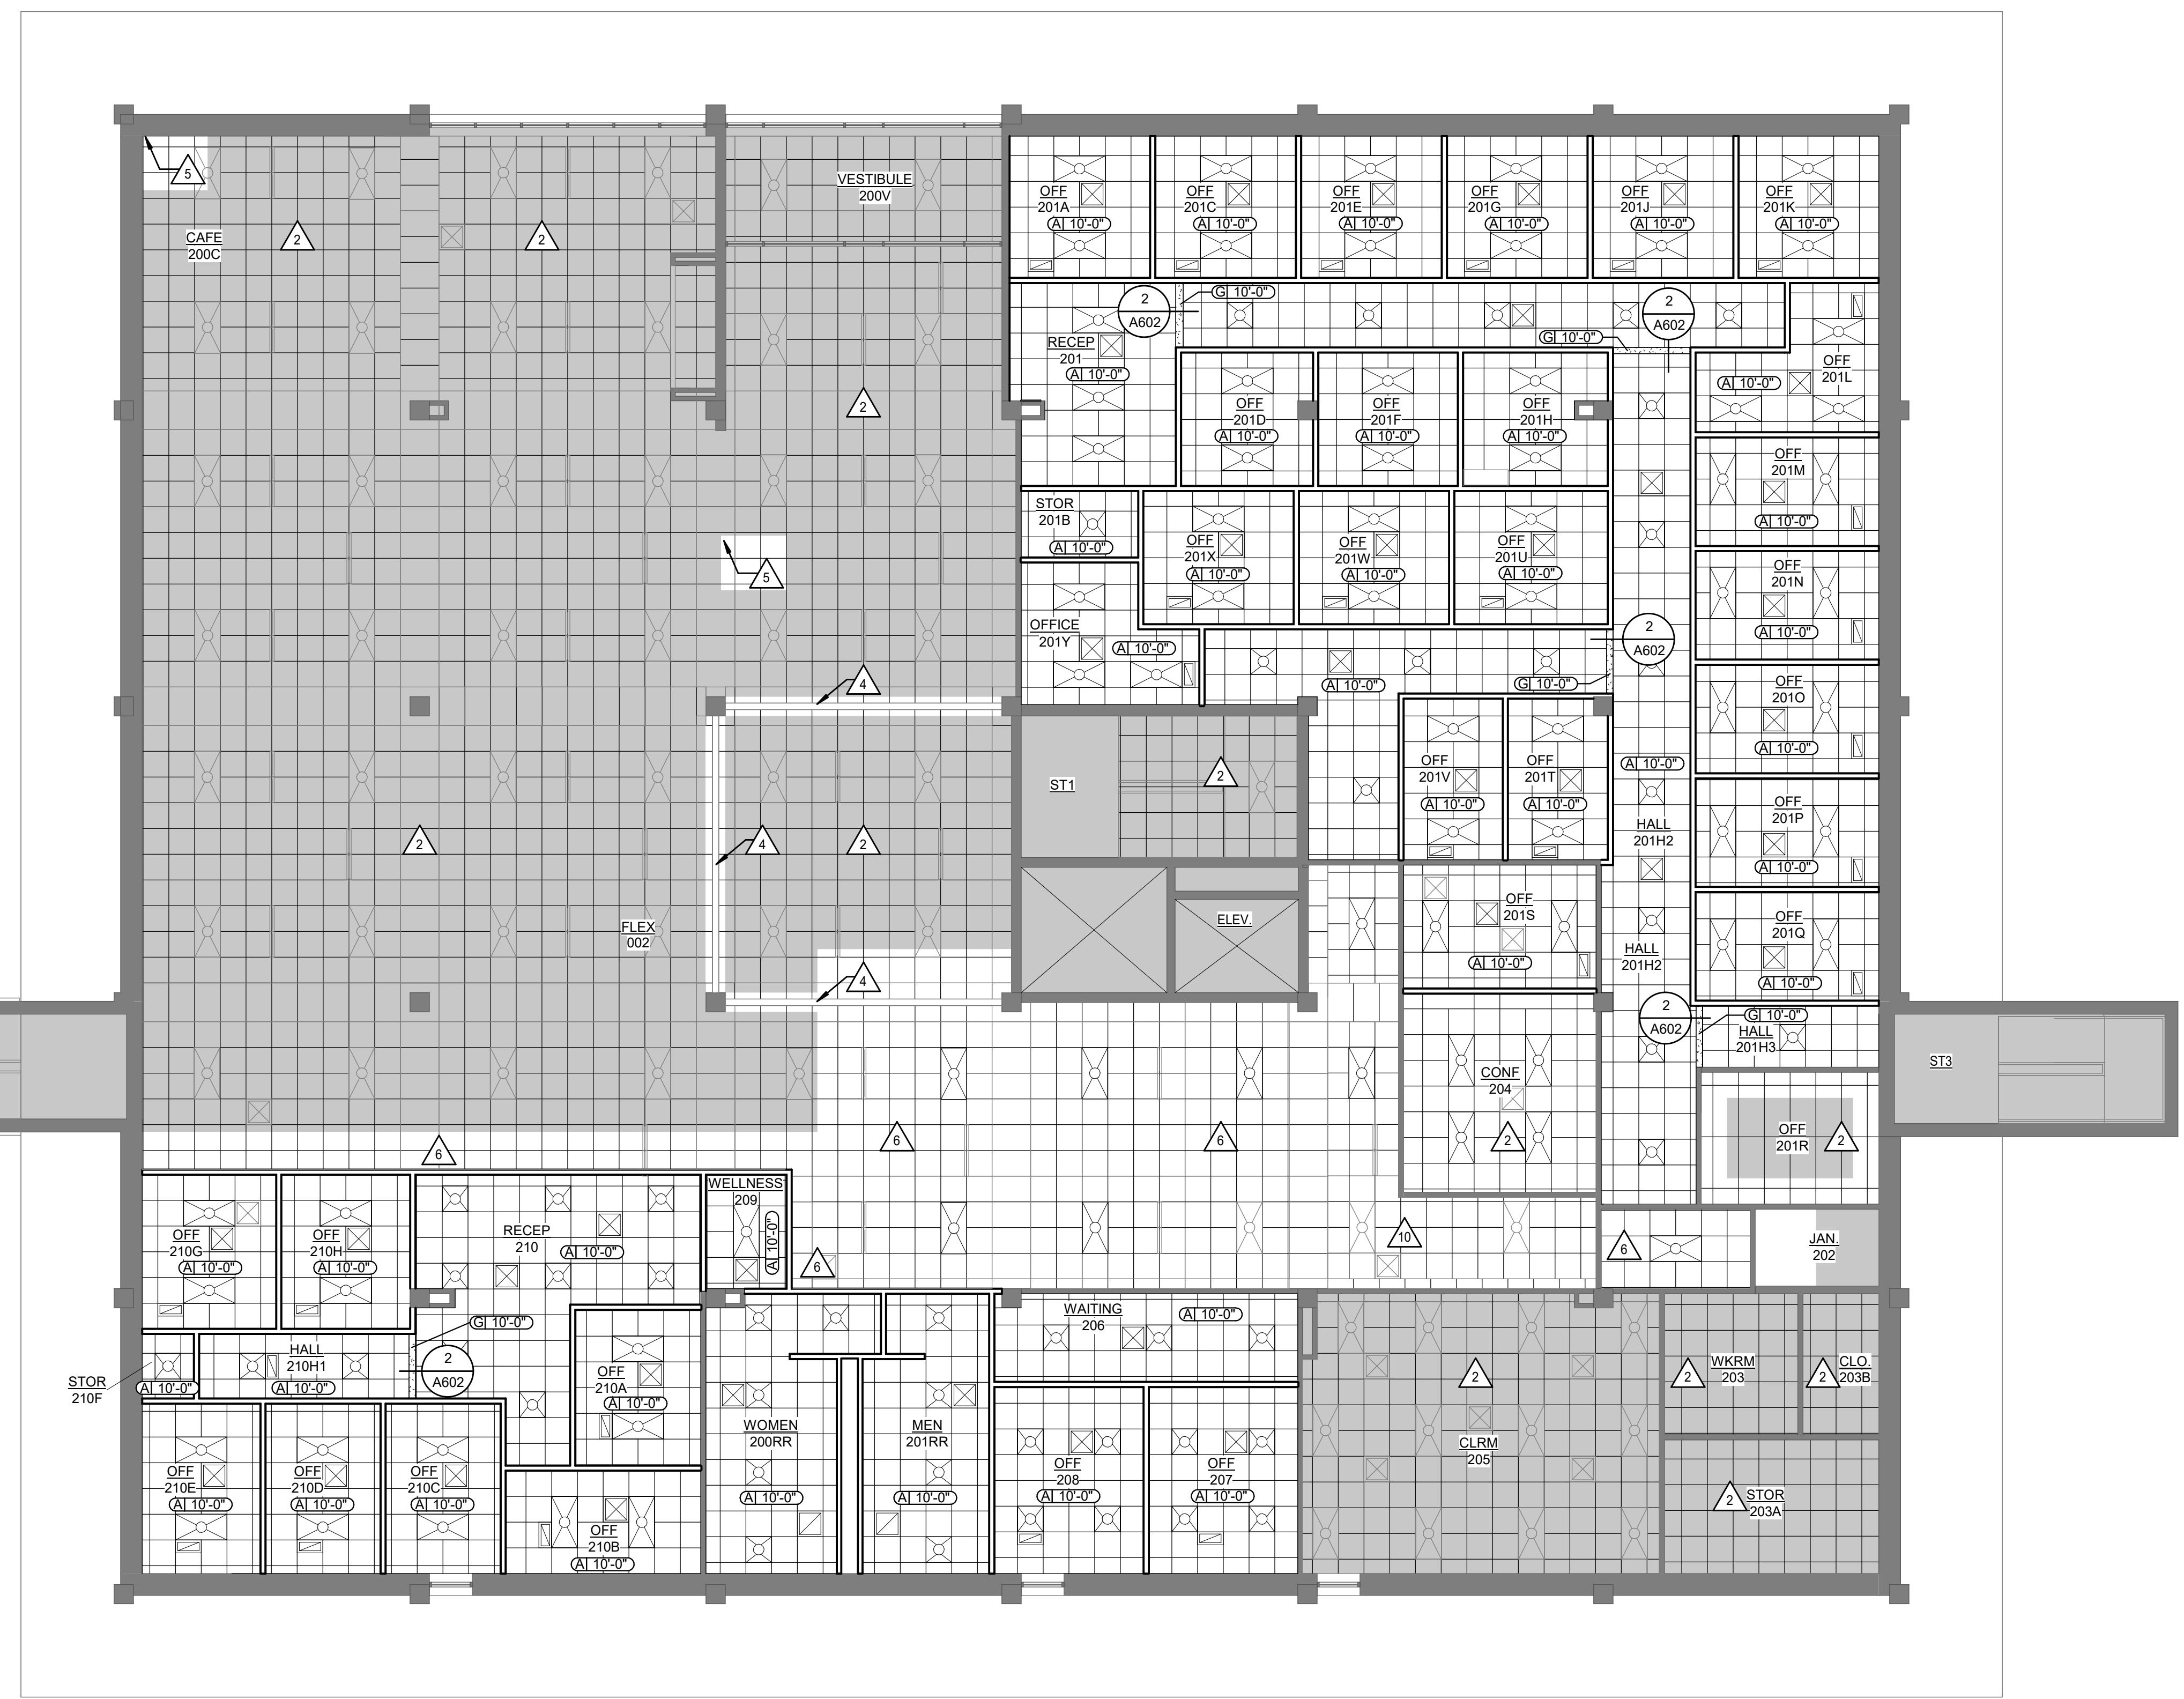 VESTIBULE
200V
5
CAFE
200C
2
2
OFF
201A
A 10'-0"
OFF
201C
A 10'-0"
OFF
201E
A 10'-0"
OFF
201G
A 10'-0"
OFF
201J
A 10'-0"
OFF
201K
A 10'-0"
2
A602
G 10'-0"
2
A602
G 10'-0"
RECEP
201
A 10'-0"
2
OFF
201D
A 10'-0"
OFF
201F
A 10'-0"
OFF
201H
A 10'-0"
OFF
201L
A 10'-0"
OFF
201M
A 10'-0"
STOR
201B
A 10'-0"
OFF
201X
A 10'-0"
OFF
201W
A 10'-0"
OFF
201U
A 10'-0"
OFF
201N
A 10'-0"
5
OFFICE
201Y
A 10'-0"
2
A602
G 10'-0"
A 10'-0"
4
OFF
201O
A 10'-0"
ST1
2
OFF
201V
A 10'-0"
OFF
201T
A 10'-0"
A 10'-0"
HALL
201H2
OFF
201P
A 10'-0"
2
4
2
FLEX
002
ELEV.
OFF
201S
A 10'-0"
HALL
201H2
OFF
201Q
A 10'-0"
4
2
A602
G 10'-0"
HALL
201H3
ST3
CONF
204
2
OFF
201R
2
6
6
6
WELLNESS
209
A 10'-0"
OFF
210G
A 10'-0"
OFF
210H
A 10'-0"
RECEP
210
A 10'-0"
6
10
6
JAN.
202
G 10'-0"
2
A602
HALL
210H1
A 10'-0"
STOR
210F
A 10'-0"
OFF
210A
A 10'-0"
WAITING
206
A 10'-0"
2
WKRM
203
2
CLO.
203B
2
WOMEN
200RR
A 10'-0"
MEN
201RR
A 10'-0"
OFF
208
A 10'-0"
OFF
207
A 10'-0"
CLRM
205
2
STOR
203A
OFF
210E
A 10'-0"
OFF
210D
A 10'-0"
OFF
210C
A 10'-0"
OFF
210B
A 10'-0"